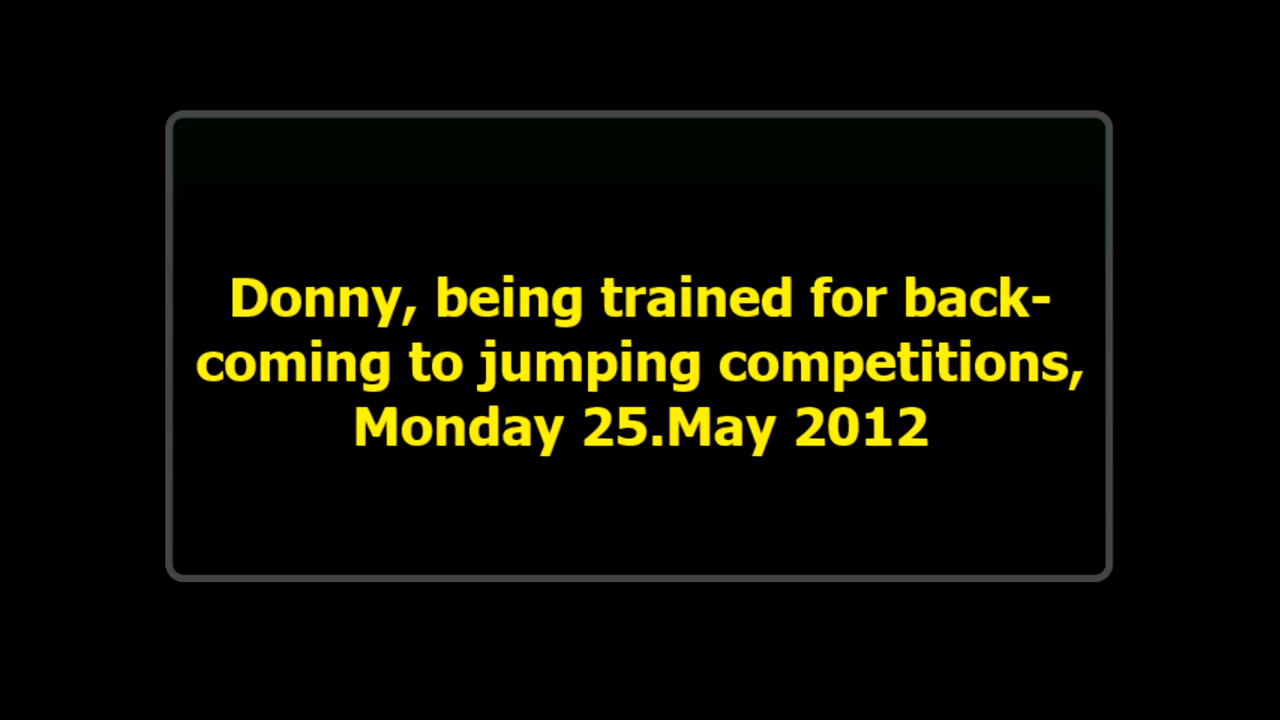 Donny, being trained for back-
coming to jumping competitions,
Monday 25.May 2012